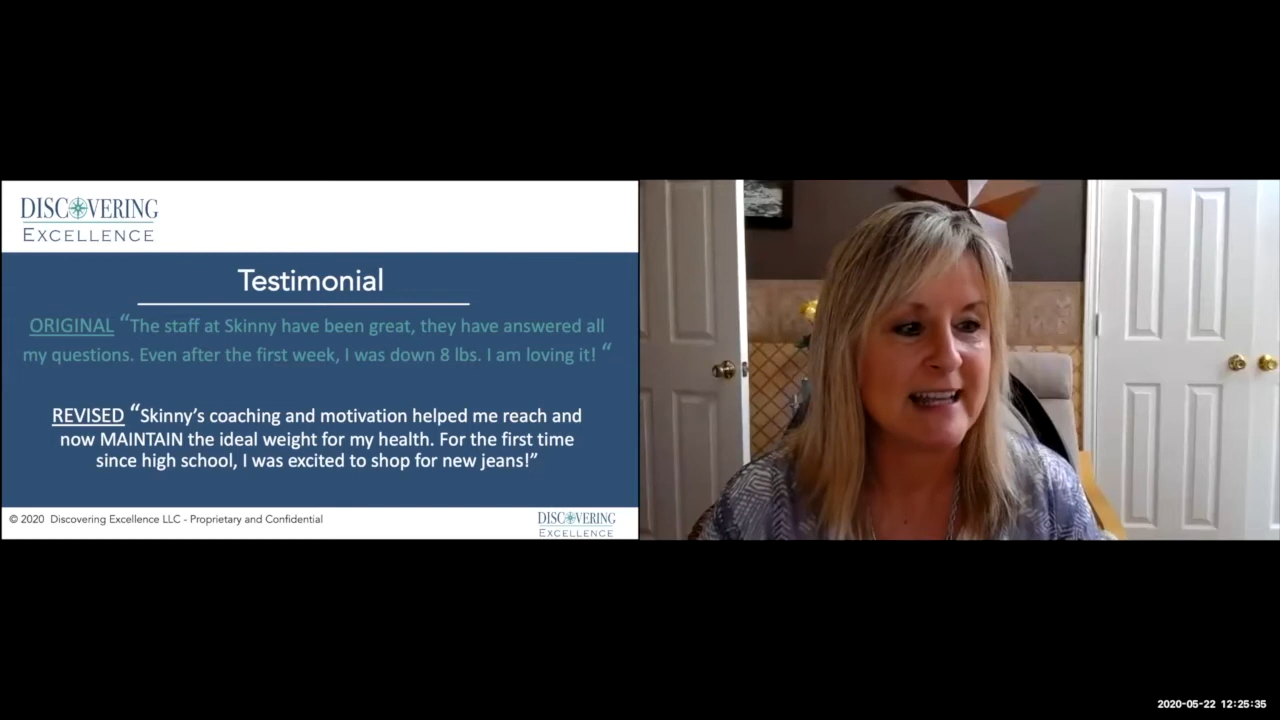 DISCOVERING
EXCELLENCE
Testimonial
ORIGINAL “The staff at Skinny have been great, they have answered all
my questions. Even after the first week, I was down 8 lbs. I am loving it! “
REVISED “Skinny’s coaching and motivation helped me reach and
now MAINTAIN the ideal weight for my health. For the first time
since high school, I was excited to shop for new jeans!”
© 2020 Discovering Excellence LLC - Proprietary and Confidential
DISCOVERING
EXCELLENCE
2020-05-22 12:25:35